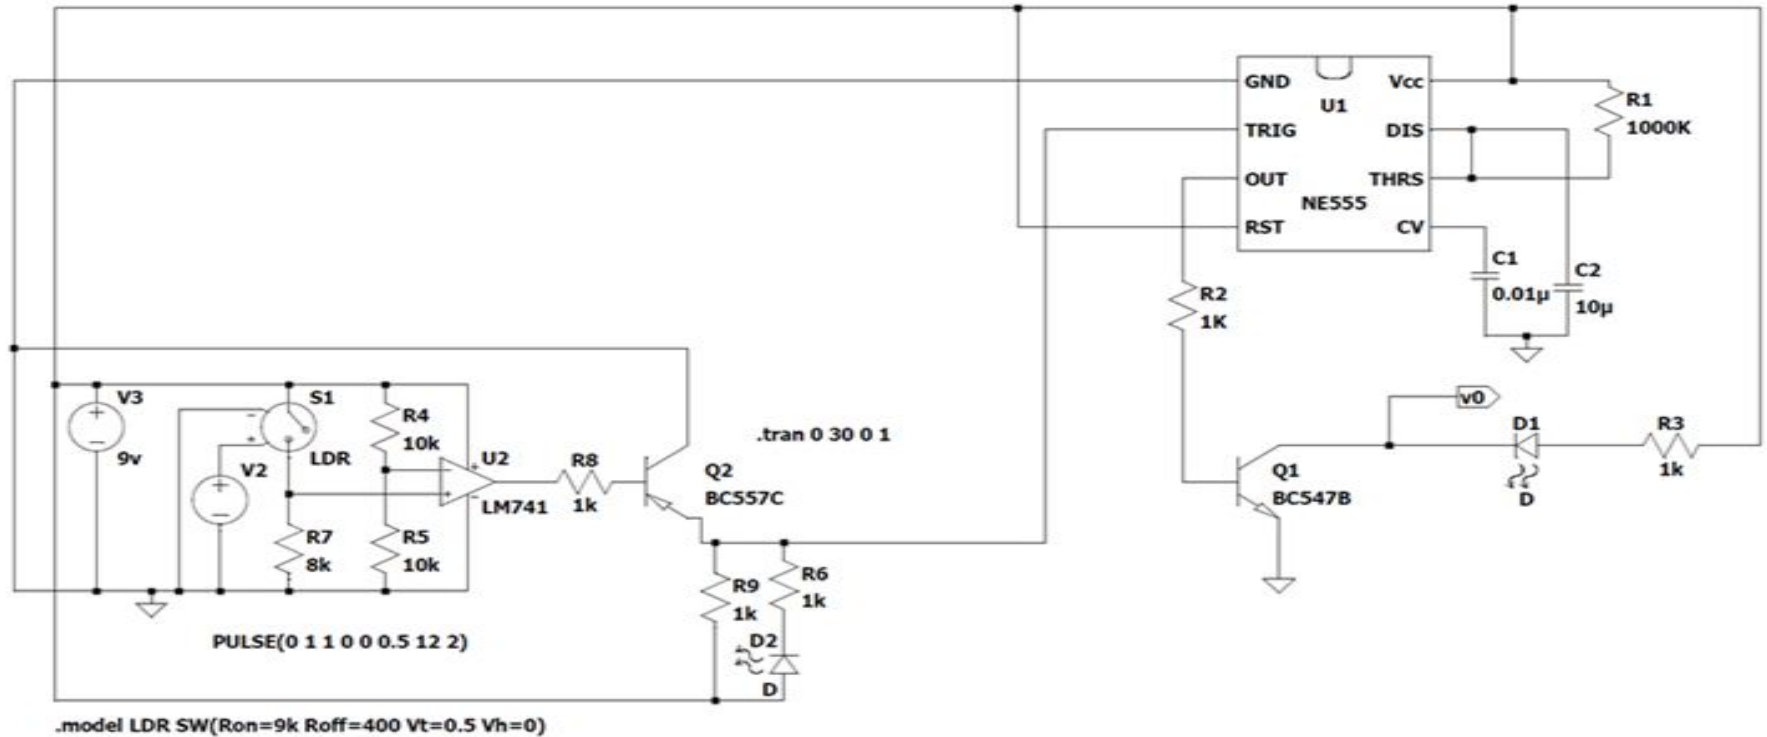 GND
Vcc
U1
R1
1000K
TRIG
DIS
OUT
THRS
NE555
RST
CV
C1
0.01µ
C2
10µ
R2
1K
V3
9v
S1
LDR
R4
10k
V2
U2
LM741
R8
1k
.tran 0 30 0 1
Q2
BC557C
v0
D1
D
R3
1k
Q1
BC547B
R7
8k
R5
10k
R9
1k
R6
1k
D2
D
PULSE(0 1 1 0 0 0.5 12 2)
.model LDR SW(Ron=9k Roff=400 Vt=0.5 Vh=0)